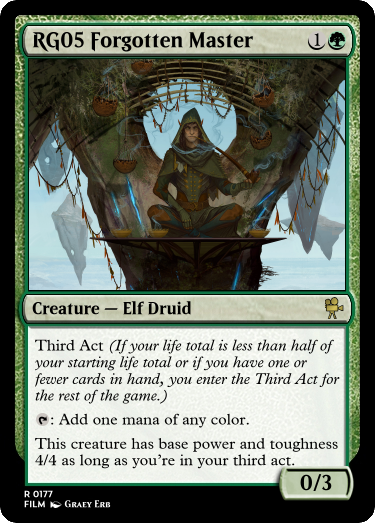 RG05 Forgotten Master 1
Creature — Elf Druid
Third Act (If your life total is less than half of
your starting life total or if you have one or
fewer cards in hand, you enter the Third Act for
the rest of the game.)
: Add one mana of any color.
This creature has base power and toughness
4/4 as long as you're in your third act.
0/3
R 0177
FILM Graey Erb